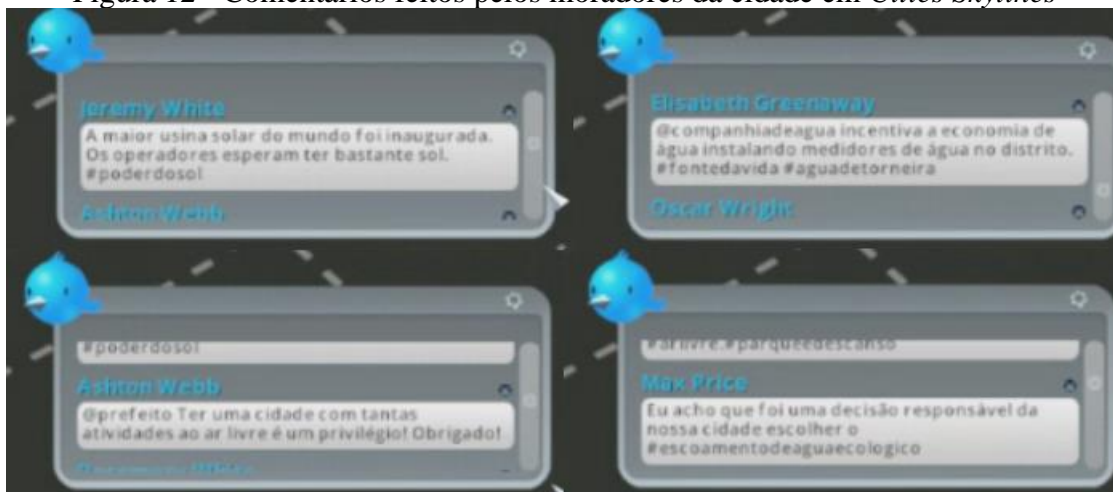 Figura 12 - Comentários feitos pelos moradores da cidade em Cities Skylines
Jeremy White
A maior usina solar do mundo foi inaugurada.
Os operadores esperam ter bastante sol.
#poderdosol
Ashton Webb
Elisabeth Greenaway
@companhiadeagua incentiva a economia de
água instalando medidores de água no distrito.
#fontedavida #aguadetorneira
Oscar Wright
#poderdosol
Ashton Webb
@prefeito Ter uma cidade com tantas
atividades ao ar livre é um privilégio! Obrigado!
#arlivre #parqueedescanso
Max Price
Eu acho que foi uma decisão responsável da
nossa cidade escolher o
#escoamentodeaguaecologico